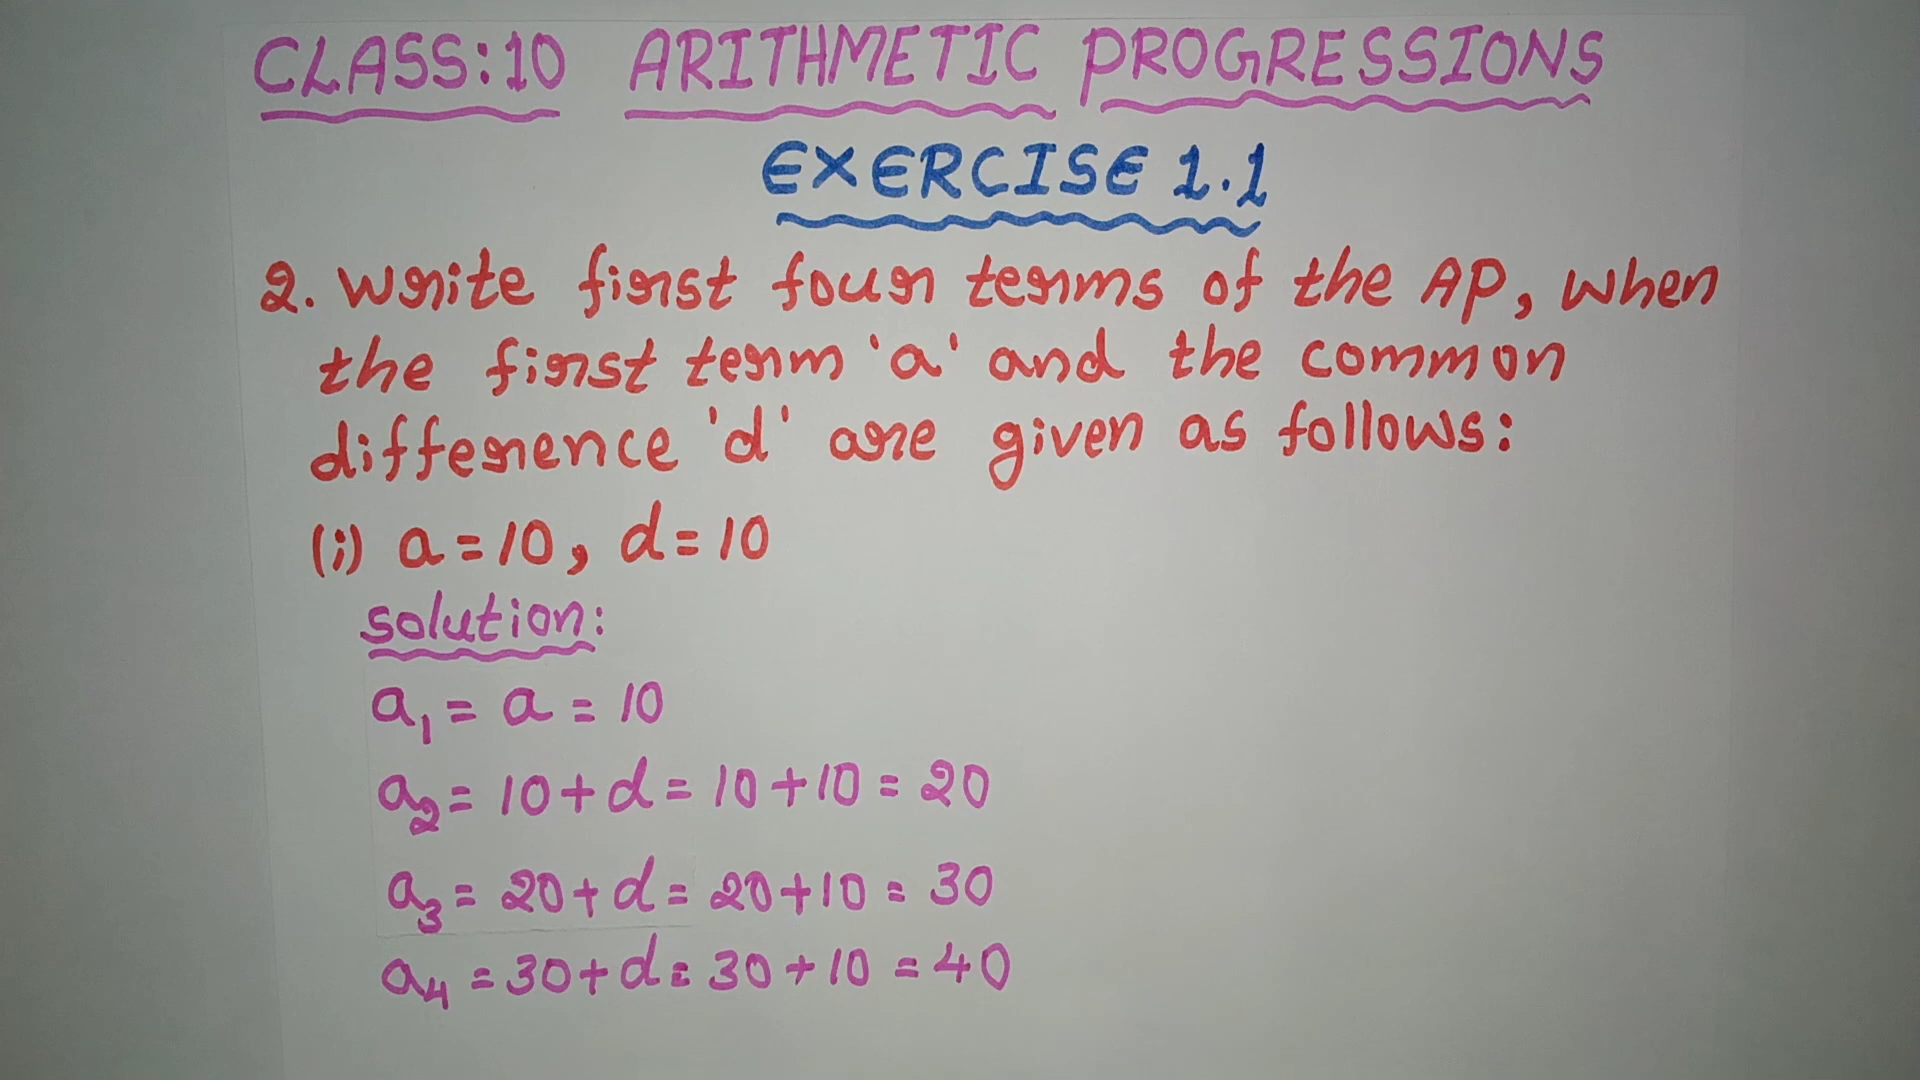 CLASS:10 ARITHMETIC PROGRESSIONS
EXERCISE 1.1
2. Write first four terms of the AP, when
the first term 'a' and the common
difference 'd' are given as follows:
(i) a=10, d=10
solution:
a₁ = a = 10
a₂ = 10+d = 10+10 = 20
a₃ = 20+d = 20+10 = 30
a₄ = 30+d = 30+10 = 40